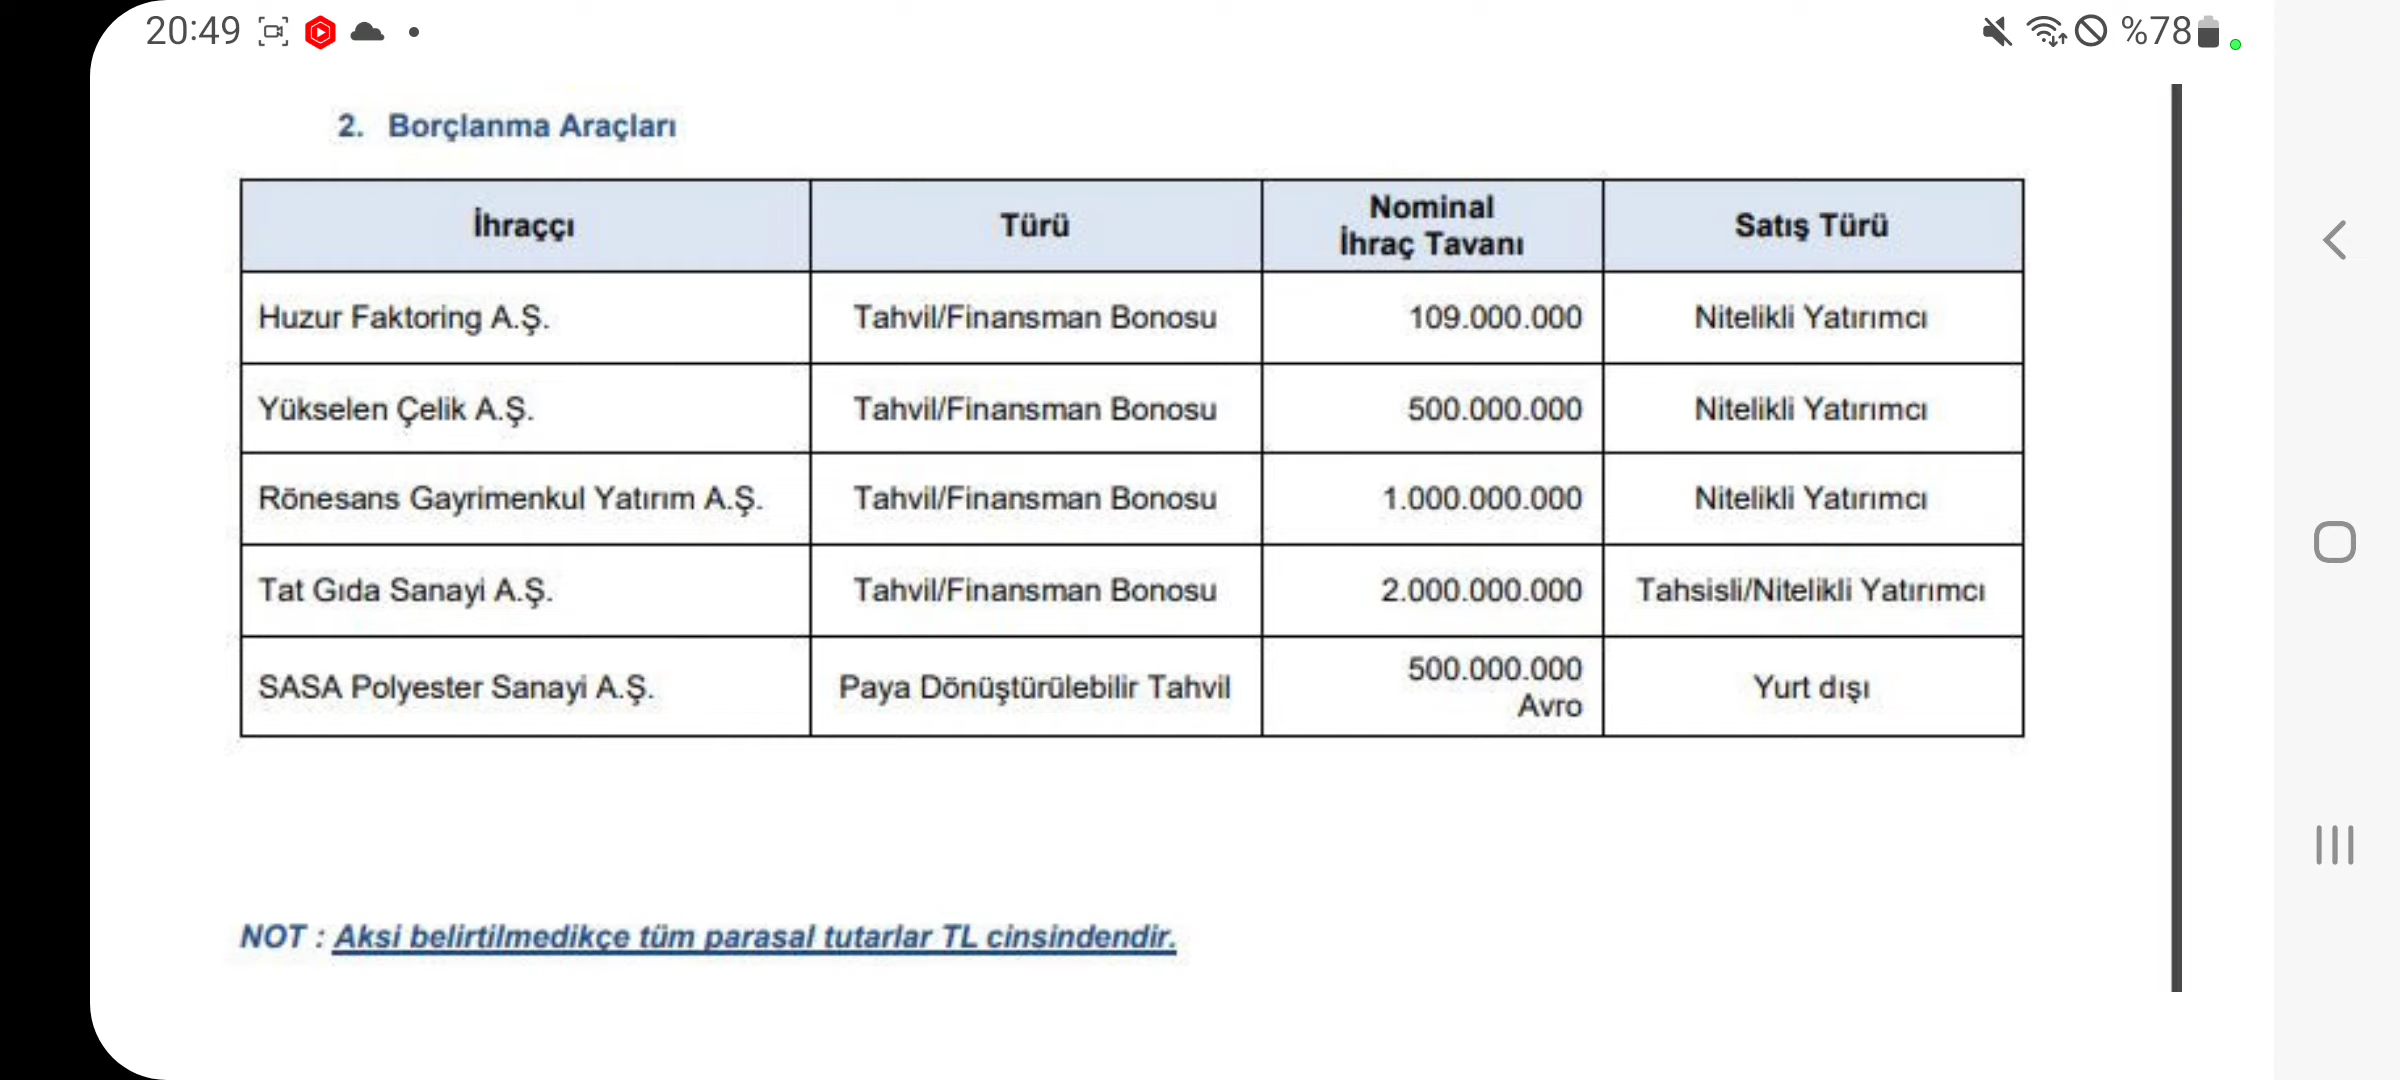 20:49
%78
2. Borçlanma Araçları
İhraççı Türü Nominal İhraç Tavanı Satış Türü
Huzur Faktoring A.Ş. Tahvil/Finansman Bonosu 109.000.000 Nitelikli Yatırımcı
Yükselen Çelik A.Ş. Tahvil/Finansman Bonosu 500.000.000 Nitelikli Yatırımcı
Rönesans Gayrimenkul Yatırım A.Ş. Tahvil/Finansman Bonosu 1.000.000.000 Nitelikli Yatırımcı
Tat Gıda Sanayi A.Ş. Tahvil/Finansman Bonosu 2.000.000.000 Tahsisli/Nitelikli Yatırımcı
SASA Polyester Sanayi A.Ş. Paya Dönüştürülebilir Tahvil 500.000.000 Avro Yurt dışı
NOT : Aksi belirtilmedikçe tüm parasal tutarlar TL cinsindendir.